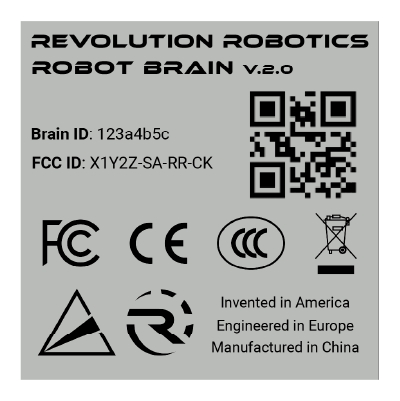 REVOLUTION ROBOTICS
ROBOT BRAIN V.2.0
Brain ID: 123a4b5c
FCC ID: X1Y2Z-SA-RR-CK
FC CE CCC
R
Invented in America
Engineered in Europe
Manufactured in China